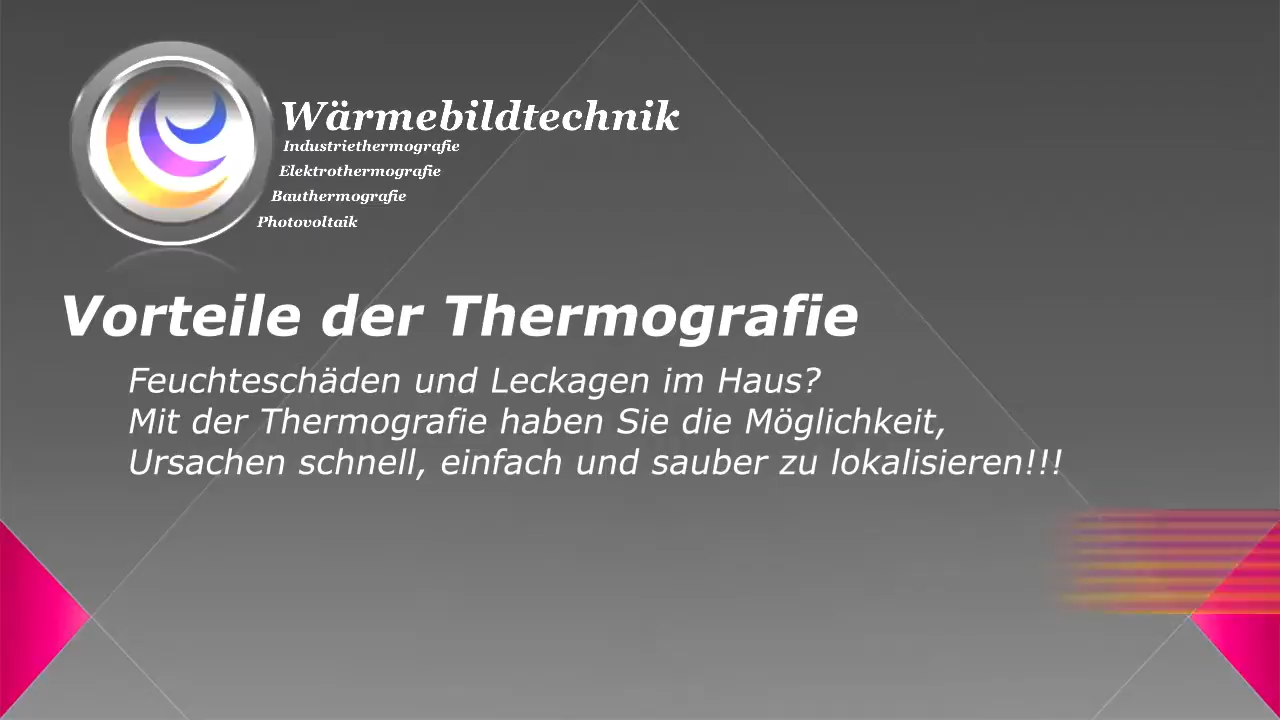 Wärmebildtechnik
Industriethermografie
Elektrothermografie
Bauthermografie
Photovoltaik
Vorteile der Thermografie
Feuchteschäden und Leckagen im Haus?
Mit der Thermografie haben Sie die Möglichkeit,
Ursachen schnell, einfach und sauber zu lokalisieren!!!